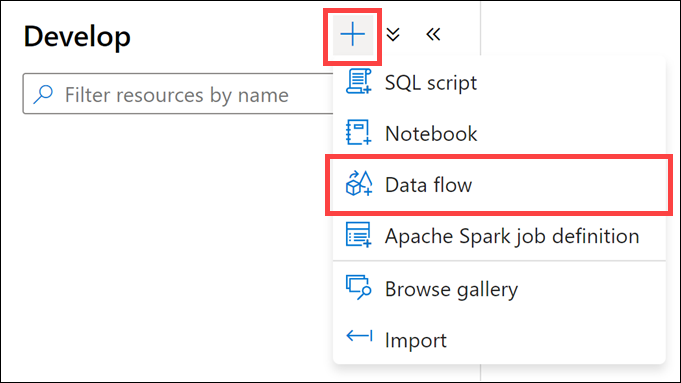 Develop
Filter resources by name
SQL script
Notebook
Data flow
Apache Spark job definition
Browse gallery
Import